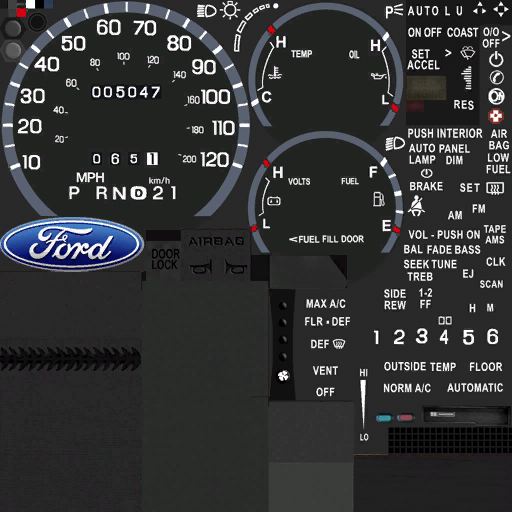 P AUTO L U
ON OFF COAST O/O > OFF
SET >
ACCEL
RES
60
50 70
40 80
30 90
20 100
10 110
120
20 40 60 80 100 120 140 160 180 200
005047
0 6 5 1
MPH km/h
P R N D 2 1
H TEMP OIL H
C L
H VOLTS FUEL F
L E
<FUEL FILL DOOR
PUSH INTERIOR AIR BAG
AUTO PANEL
LAMP DIM LOW FUEL
BRAKE SET
AM FM
VOL - PUSH ON TAPE AMS
BAL FADE BASS
SEEK TUNE CLK
TREB EJ
SCAN
SIDE 1-2
REW FF
H M
1 2 3 4 5 6
Ford
AIRBAG
DOOR LOCK
MAX A/C
FLR • DEF
DEF
VENT
OFF
HI
LO
OUTSIDE TEMP FLOOR
NORM A/C AUTOMATIC